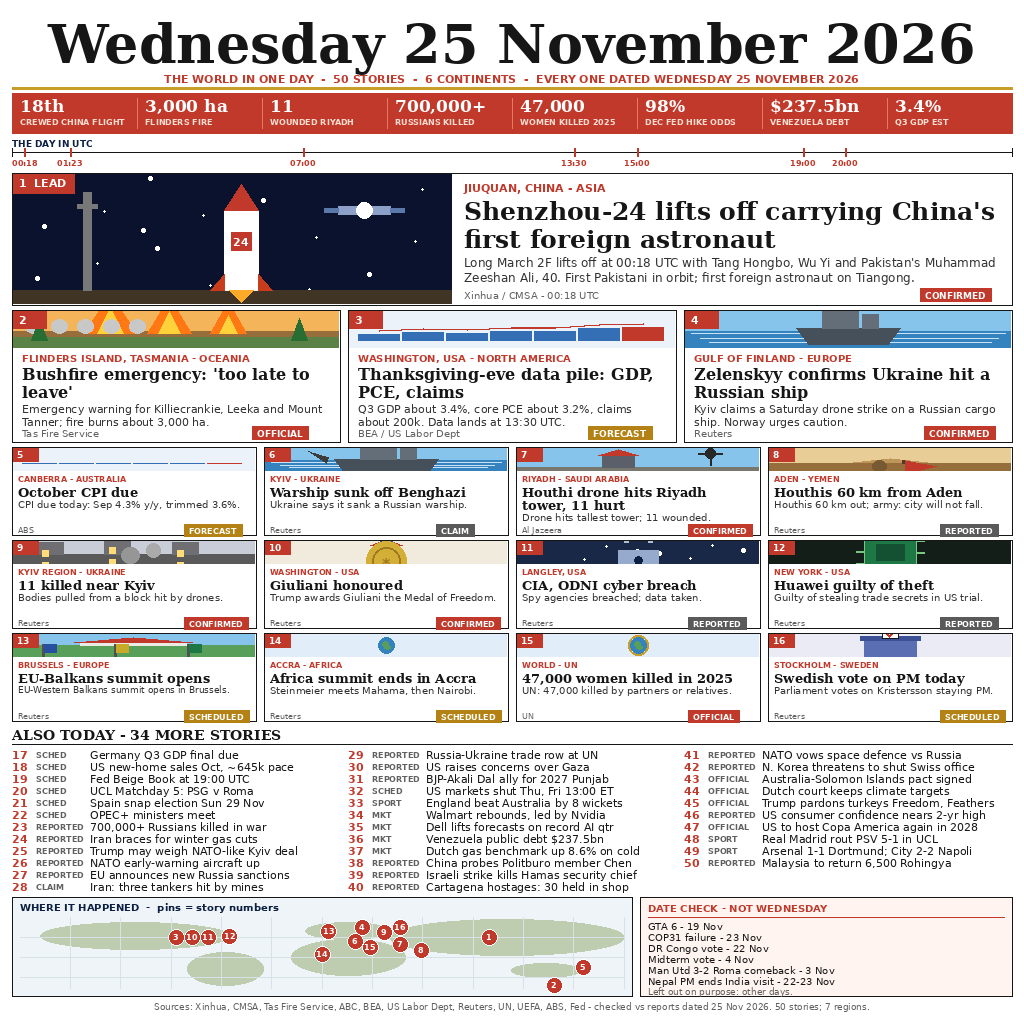 Wednesday 25 November 2026
THE WORLD IN ONE DAY - 50 STORIES - 6 CONTINENTS - EVERY ONE DATED WEDNESDAY 25 NOVEMBER 2026
18th
CREWED CHINA FLIGHT
3,000 ha
FLINDERS FIRE
11
WOUNDED RIYADH
700,000+
RUSSIANS KILLED
47,000
WOMEN KILLED 2025
98%
DEC FED HIKE ODDS
$237.5bn
VENEZUELA DEBT
3.4%
Q3 GDP EST
THE DAY IN UTC
00:18 01:23 07:00 13:30 15:00 19:00 20:00
1 LEAD
24
JIUQUAN, CHINA - ASIA
Shenzhou-24 lifts off carrying China's
first foreign astronaut
Long March 2F lifts off at 00:18 UTC with Tang Hongbo, Wu Yi and Pakistan's Muhammad
Zeeshan Ali, 40. First Pakistani in orbit; first foreign astronaut on Tiangong.
Xinhua / CMSA - 00:18 UTC
CONFIRMED
2
FLINDERS ISLAND, TASMANIA - OCEANIA
Bushfire emergency: 'too late to
leave'
Emergency warning for Killiecrankie, Leeka and Mount
Tanner; fire burns about 3,000 ha.
Tas Fire Service
OFFICIAL
3
WASHINGTON, USA - NORTH AMERICA
Thanksgiving-eve data pile: GDP,
PCE, claims
Q3 GDP about 3.4%, core PCE about 3.2%, claims
about 200k. Data lands at 13:30 UTC.
BEA / US Labor Dept
FORECAST
4
GULF OF FINLAND - EUROPE
Zelenskyy confirms Ukraine hit a
Russian ship
Kyiv claims a Saturday drone strike on a Russian cargo
ship. Norway urges caution.
Reuters
CONFIRMED
5
CANBERRA - AUSTRALIA
October CPI due
CPI due today: Sep 4.3% y/y, trimmed 3.6%.
ABS
FORECAST
6
KYIV - UKRAINE
Warship sunk off Benghazi
Ukraine says it sank a Russian warship.
Reuters
CLAIM
7
RIYADH - SAUDI ARABIA
Houthi drone hits Riyadh
tower, 11 hurt
Drone hits tallest tower; 11 wounded.
Al Jazeera
CONFIRMED
8
ADEN - YEMEN
Houthis 60 km from Aden
Houthis 60 km out; army: city will not fall.
Reuters
REPORTED
9
KYIV REGION - UKRAINE
11 killed near Kyiv
Bodies pulled from a block hit by drones.
Reuters
CONFIRMED
10
WASHINGTON - USA
Giuliani honoured
Trump awards Giuliani the Medal of Freedom.
Reuters
CONFIRMED
11
LANGLEY, USA - USA
CIA, ODNI cyber breach
Spy agencies breached; data taken.
Reuters
REPORTED
12
NEW YORK - USA
Huawei guilty of theft
Guilty of stealing trade secrets in US trial.
Reuters
REPORTED
13
BRUSSELS - EUROPE
EU-Balkans summit opens
EU-Western Balkans summit opens in Brussels.
Reuters
SCHEDULED
14
ACCRA - AFRICA
Africa summit ends in Accra
Steinmeier meets Mahama, then Nairobi.
Reuters
SCHEDULED
15
WORLD - UN
47,000 women killed in 2025
UN: 47,000 killed by partners or relatives.
UN
OFFICIAL
16
STOCKHOLM - SWEDEN
Swedish vote on PM today
Parliament votes on Kristersson staying PM.
Reuters
SCHEDULED
ALSO TODAY - 34 MORE STORIES
17 SCHED Germany Q3 GDP final due
18 SCHED US new-home sales Oct, ~645k pace
19 SCHED Fed Beige Book at 19:00 UTC
20 SCHED UCL Matchday 5: PSG v Roma
21 SCHED Spain snap election Sun 29 Nov
22 SCHED OPEC+ ministers meet
23 REPORTED 700,000+ Russians killed in war
24 REPORTED Iran braces for winter gas cuts
25 REPORTED Trump may weigh NATO-like Kyiv deal
26 REPORTED NATO early-warning aircraft up
27 REPORTED EU announces new Russia sanctions
28 CLAIM Iran: three tankers hit by mines
29 REPORTED Russia-Ukraine trade row at UN
30 REPORTED US raises concerns over Gaza
31 REPORTED BJP-Akali Dal ally for 2027 Punjab
32 SCHED US markets shut Thu, Fri 13:00 ET
33 SPORT England beat Australia by 8 wickets
34 MKT Walmart rebounds, led by Nvidia
35 MKT Dell lifts forecasts on record AI qtr
36 MKT Venezuela public debt $237.5bn
37 MKT Dutch gas benchmark up 8.6% on cold
38 REPORTED China probes Politburo member Chen
39 REPORTED Israeli strike kills Hamas security chief
40 REPORTED Cartagena hostages: 30 held in shop
41 REPORTED NATO vows space defence vs Russia
42 REPORTED N. Korea threatens to shut Swiss office
43 OFFICIAL Australia-Solomon Islands pact signed
44 OFFICIAL Dutch court keeps climate targets
45 OFFICIAL Trump pardons turkeys Freedom, Feathers
46 REPORTED US consumer confidence nears 2-yr high
47 OFFICIAL US to host Copa America again in 2028
48 SPORT Real Madrid rout PSV 5-1 in UCL
49 SPORT Arsenal 1-1 Dortmund; City 2-2 Napoli
50 REPORTED Malaysia to return 6,500 Rohingya
WHERE IT HAPPENED - pins = story numbers
3 10 11 12 13 4 9 16 6 15 7 8 14 1 5 2
DATE CHECK - NOT WEDNESDAY
GTA 6 - 19 Nov
COP31 failure - 23 Nov
DR Congo vote - 22 Nov
Midterm vote - 4 Nov
Man Utd 3-2 Roma comeback - 3 Nov
Nepal PM ends India visit - 22-23 Nov
Left out on purpose: other days.
Sources: Xinhua, CMSA, Tas Fire Service, ABC, BEA, US Labor Dept, Reuters, UN, UEFA, ABS, Fed - checked vs reports dated 25 Nov 2026. 50 stories; 7 regions.